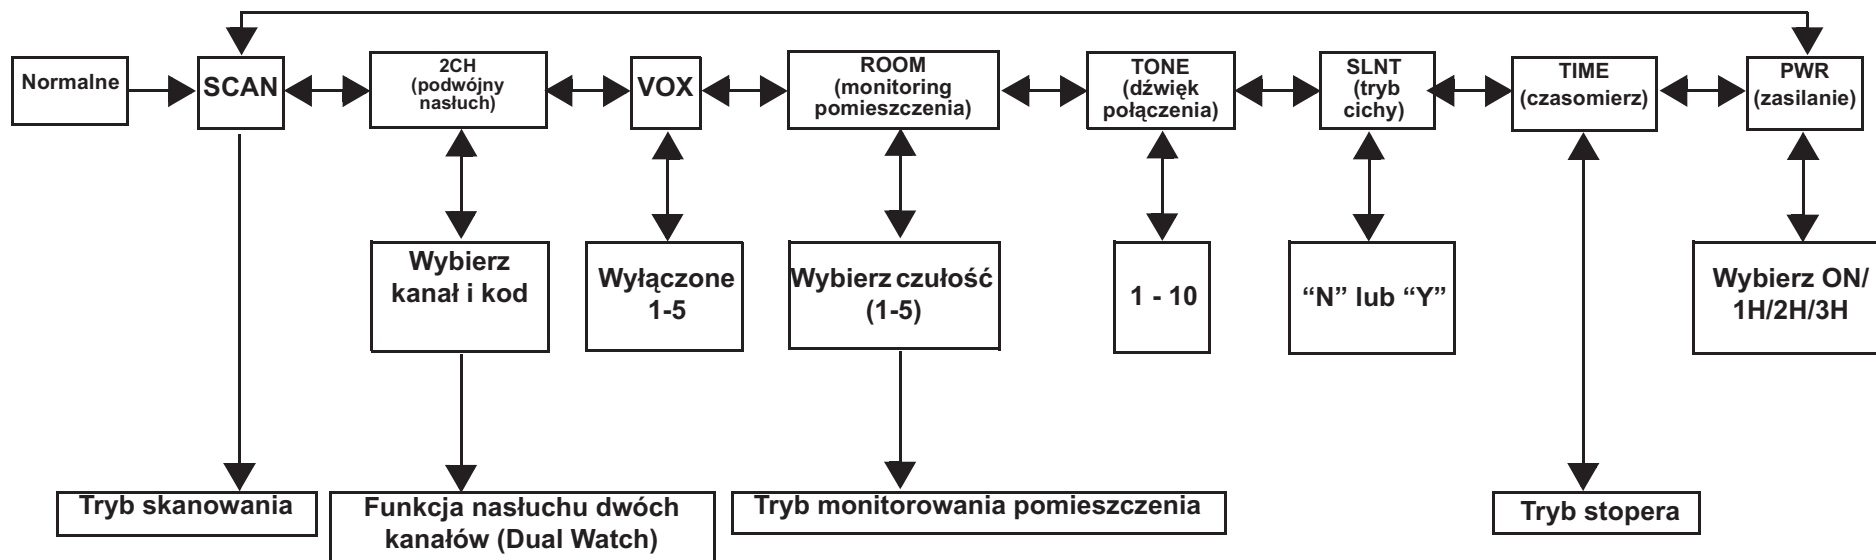 Normalne
SCAN
2CH
(podwójny
nasłuch)
VOX
ROOM
(monitoring
pomieszczenia)
TONE
(dźwięk
połączenia)
SLNT
(tryb
cichy)
TIME
(czasomierz)
PWR
(zasilanie)
Wybierz
kanał i kod
Wyłączone
1-5
Wybierz czułość
(1-5)
1 - 10
“N” lub “Y”
Wybierz ON/
1H/2H/3H
Tryb skanowania
Funkcja nasłuchu dwóch
kanałów (Dual Watch)
Tryb monitorowania pomieszczenia
Tryb stopera